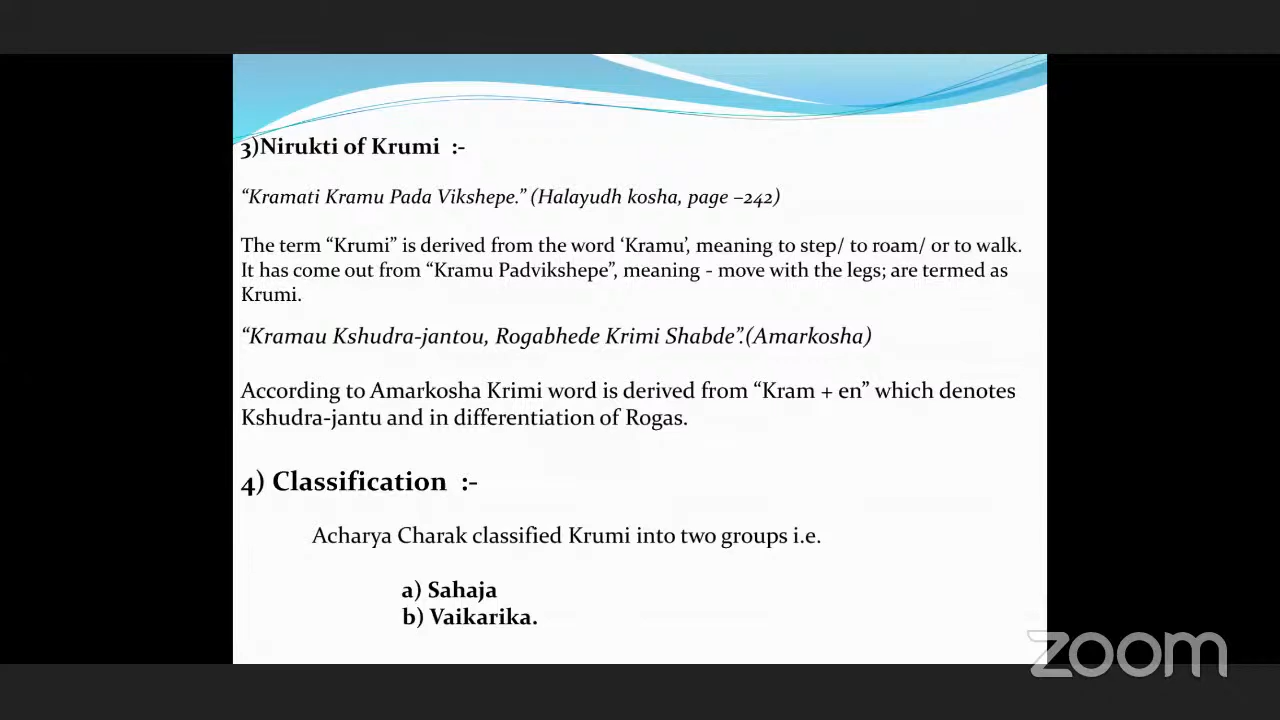 3)Nirukti of Krumi :-
“Kramati Kramu Pada Vikshepe.” (Halayudh kosha, page –242)
The term “Krumi” is derived from the word ‘Kramu’, meaning to step/ to roam/ or to walk.
It has come out from “Kramu Padvikshepe”, meaning - move with the legs; are termed as
Krumi.
“Kramau Kshudra-jantou, Rogabhede Krimi Shabde”.(Amarkosha)
According to Amarkosha Krimi word is derived from “Kram + en” which denotes
Kshudra-jantu and in differentiation of Rogas.
4) Classification :-
Acharya Charak classified Krumi into two groups i.e.
a) Sahaja
b) Vaikarika.
zoom